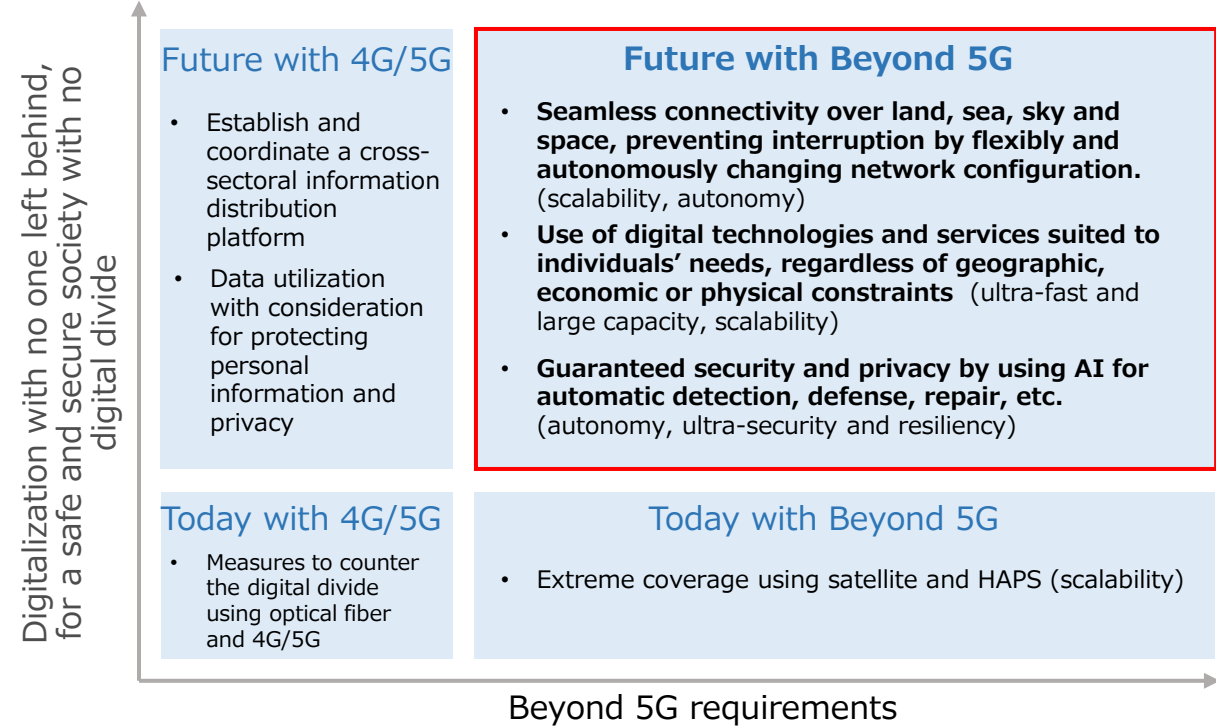 Digitalization with no one left behind,
for a safe and secure society with no
digital divide
Future with 4G/5G
• Establish and
coordinate a cross-
sectoral information
distribution
platform
• Data utilization
with consideration
for protecting
personal
information and
privacy
Future with Beyond 5G
• Seamless connectivity over land, sea, sky and
space, preventing interruption by flexibly and
autonomously changing network configuration.
(scalability, autonomy)
• Use of digital technologies and services suited to
individuals’ needs, regardless of geographic,
economic or physical constraints (ultra-fast and
large capacity, scalability)
• Guaranteed security and privacy by using AI for
automatic detection, defense, repair, etc.
(autonomy, ultra-security and resiliency)
Today with 4G/5G
• Measures to counter
the digital divide
using optical fiber
and 4G/5G
Today with Beyond 5G
• Extreme coverage using satellite and HAPS (scalability)
Beyond 5G requirements